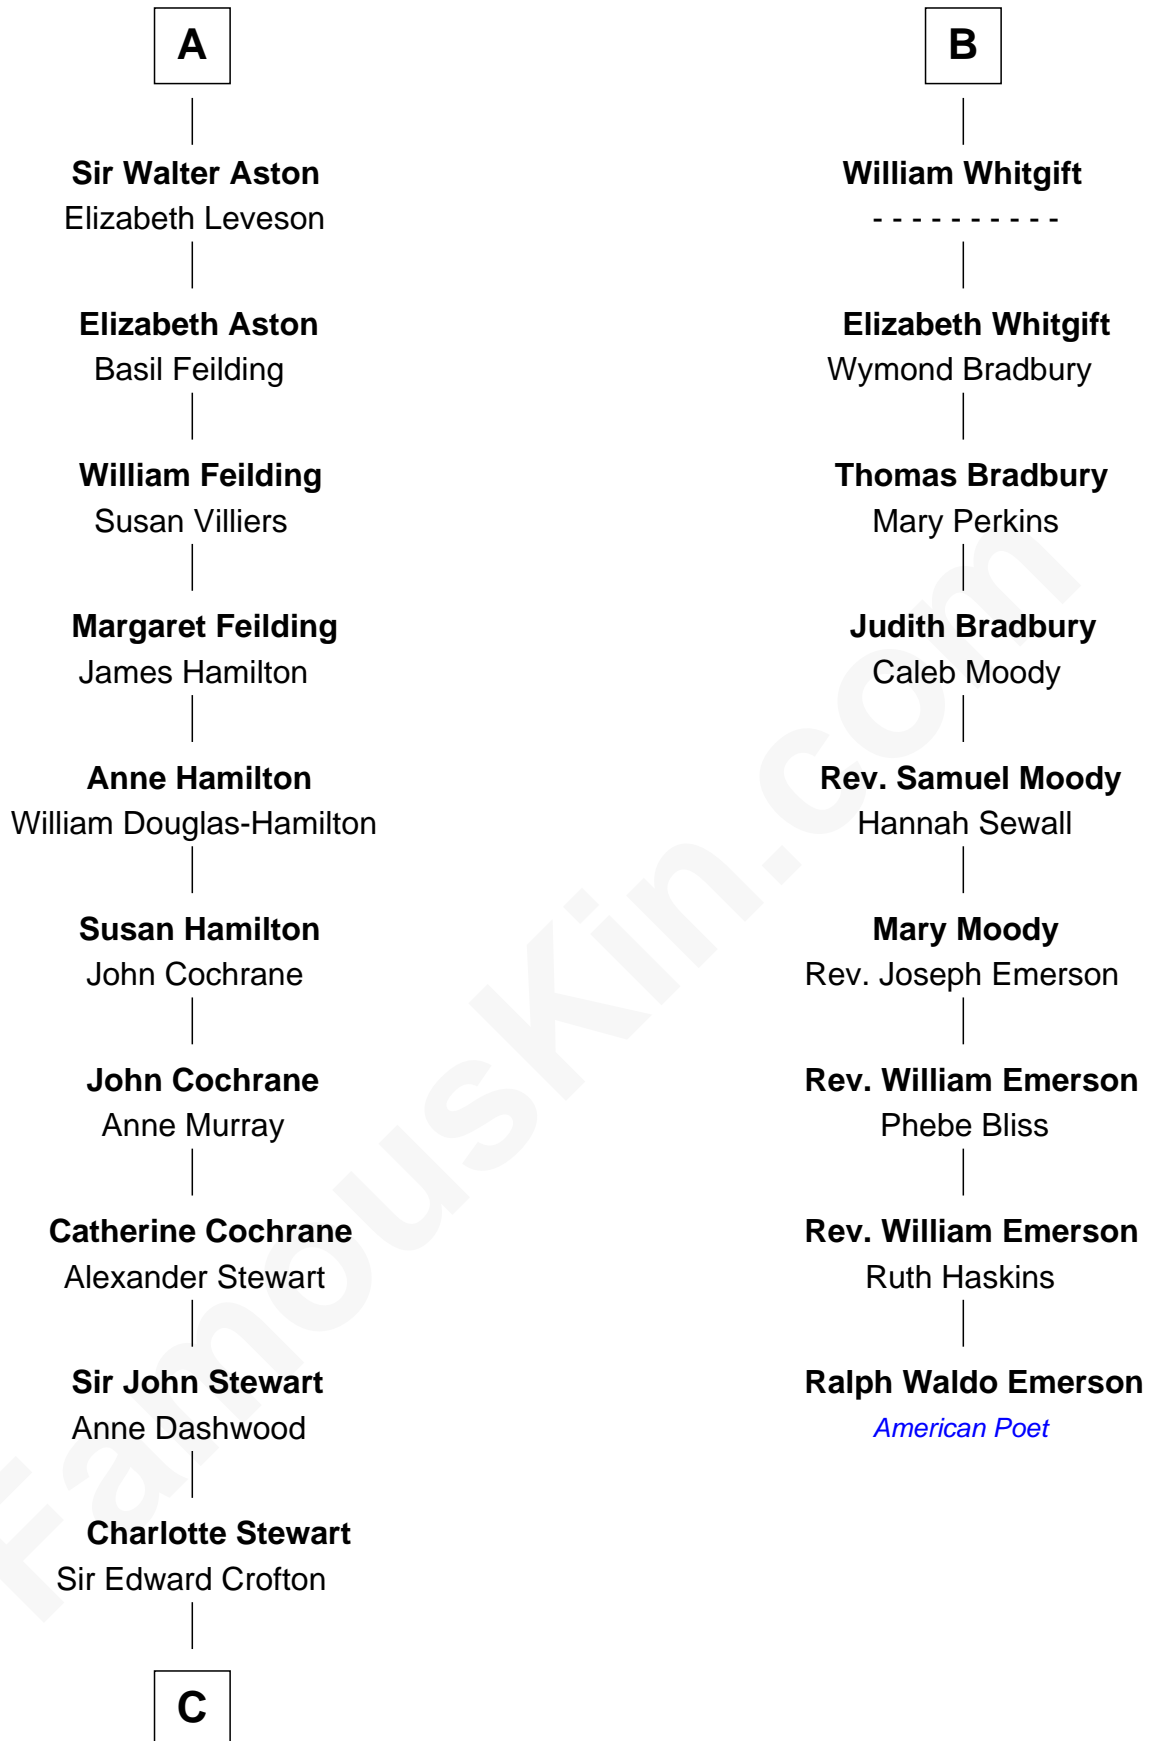 A
Sir Walter Aston
Elizabeth Leveson
Elizabeth Aston
Basil Feilding
William Feilding
Susan Villiers
Margaret Feilding
James Hamilton
Anne Hamilton
William Douglas-Hamilton
Susan Hamilton
John Cochrane
John Cochrane
Anne Murray
Catherine Cochrane
Alexander Stewart
Sir John Stewart
Anne Dashwood
Charlotte Stewart
Sir Edward Crofton
C
B
William Whitgift
- - - - - - - - - -
Elizabeth Whitgift
Wymond Bradbury
Thomas Bradbury
Mary Perkins
Judith Bradbury
Caleb Moody
Rev. Samuel Moody
Hannah Sewall
Mary Moody
Rev. Joseph Emerson
Rev. William Emerson
Phebe Bliss
Rev. William Emerson
Ruth Haskins
Ralph Waldo Emerson
American Poet
FamousKin.com